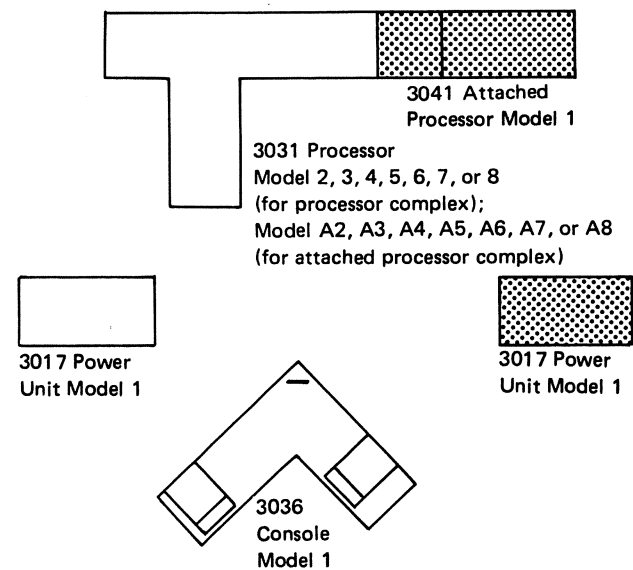 3041 Attached
Processor Model 1
3031 Processor
Model 2, 3, 4, 5, 6, 7, or 8
(for processor complex);
Model A2, A3, A4, A5, A6, A7, or A8
(for attached processor complex)
3017 Power
Unit Model 1
3017 Power
Unit Model 1
3036
Console
Model 1